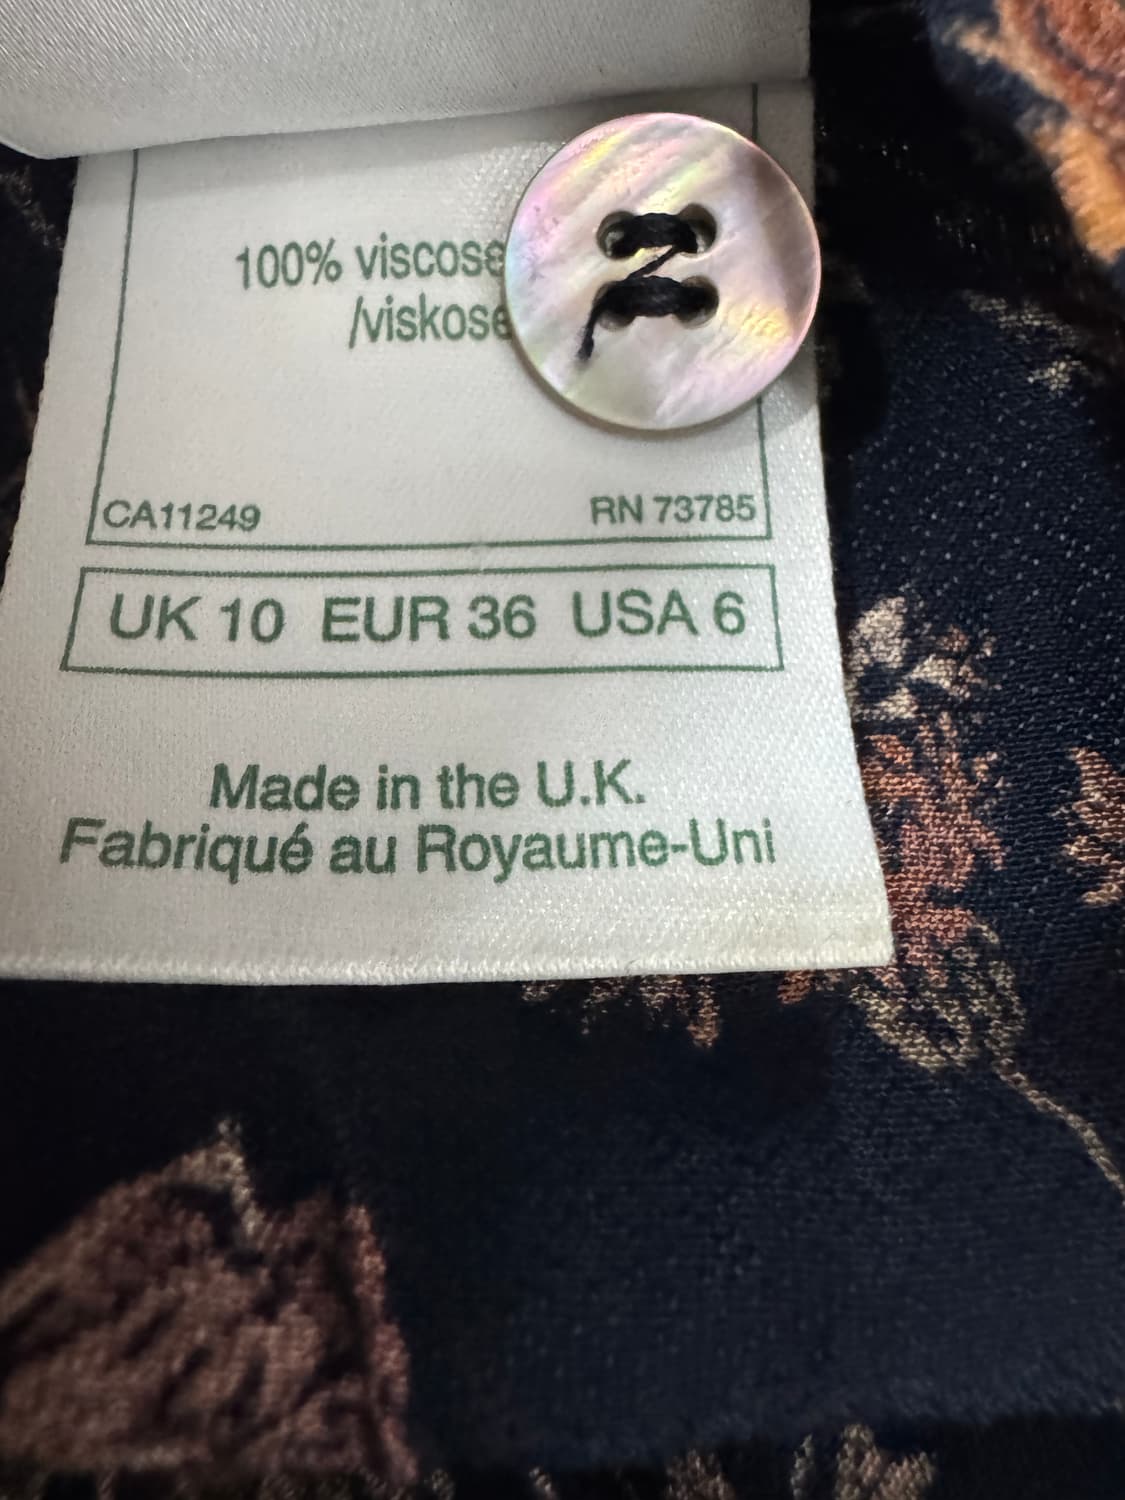 100% viscose
/viskose
CA11249 RN 73785
UK 10 EUR 36 USA 6
Made in the U.K.
Fabriqué au Royaume-Uni